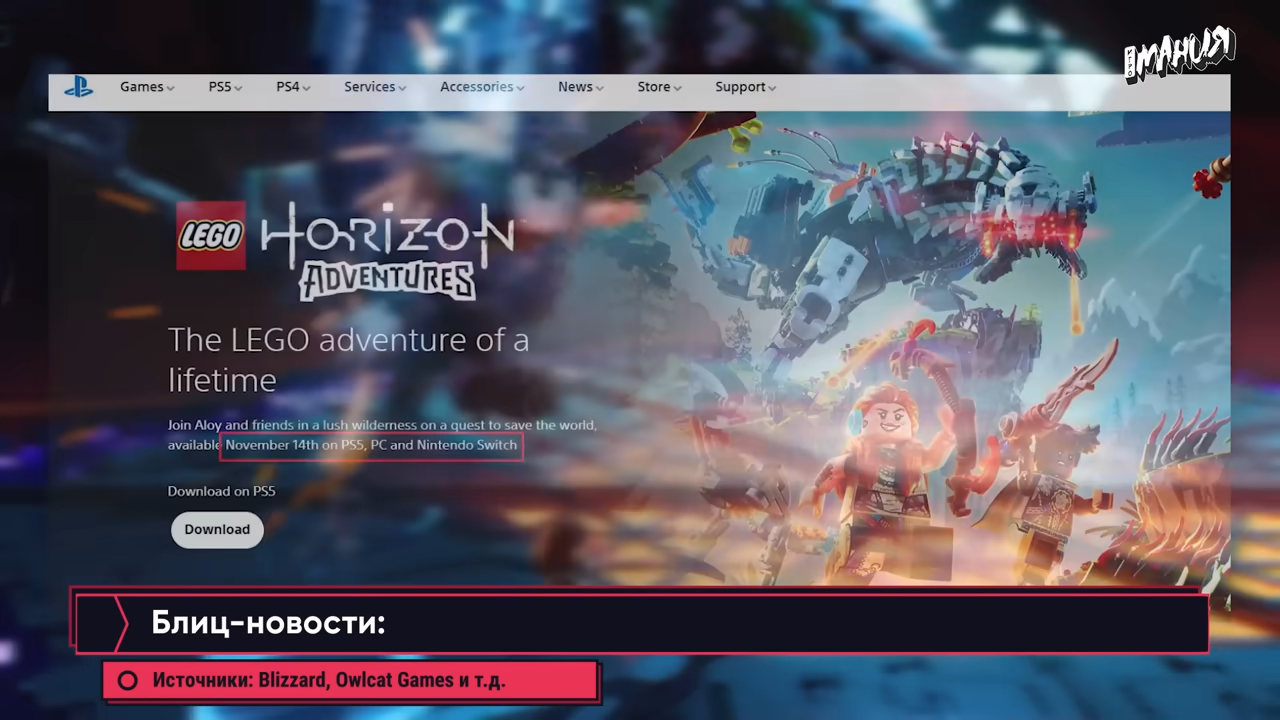 МАНИЯ
Games PS5 PS4 Services Accessories News Store Support
LEGO HORIZON
ADVENTURES
The LEGO adventure of a
lifetime
Join Aloy and friends in a lush wilderness on a quest to save the world,
available November 14th on PS5, PC and Nintendo Switch
Download on PS5
Download
Блиц-новости:
Источники: Blizzard, Owlcat Games и т.д.